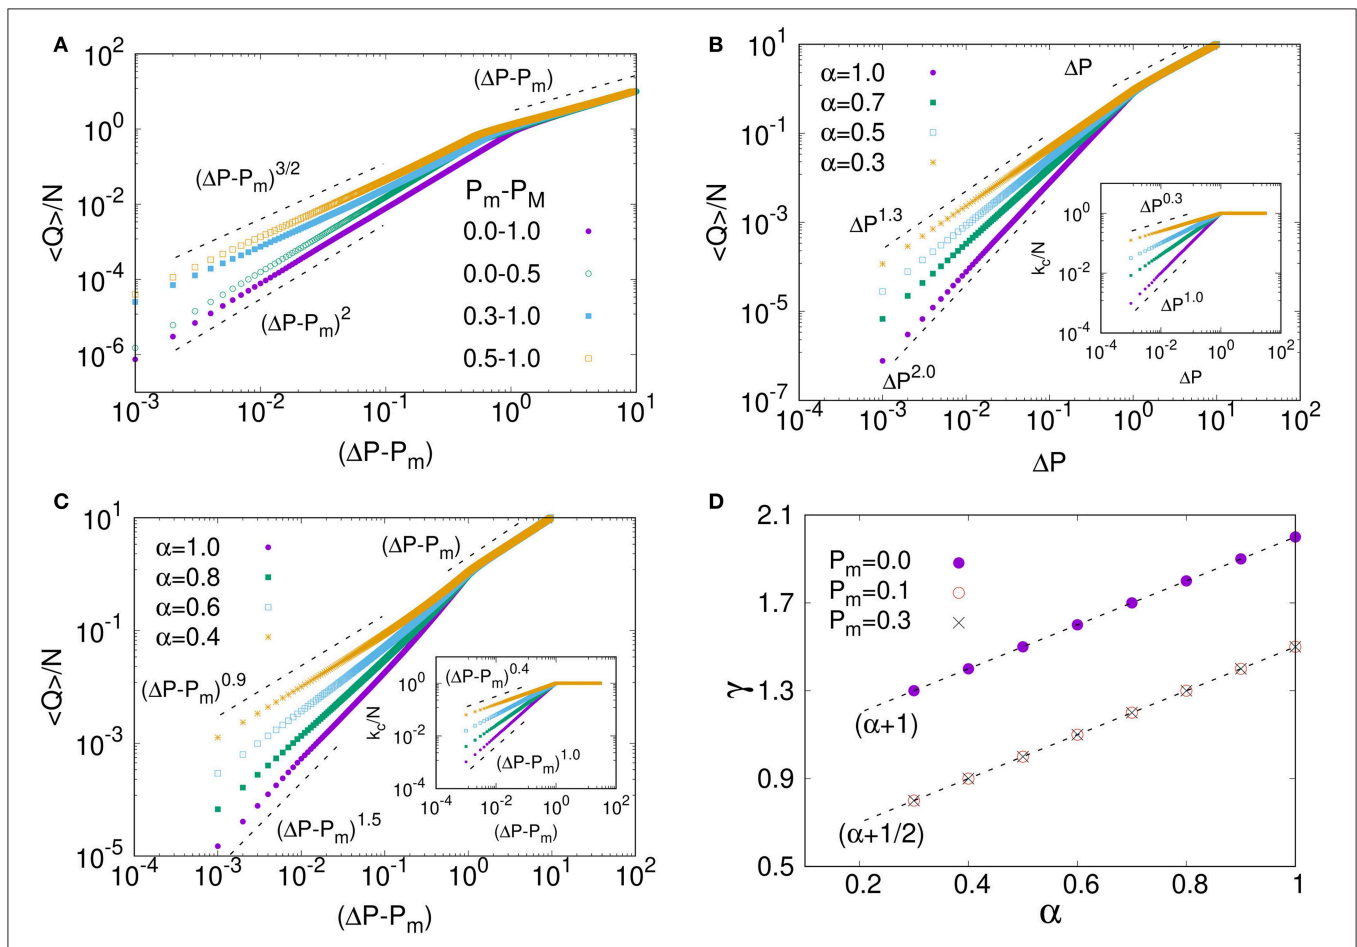 A
<Q>/N
10^2
10^0
10^-2
10^-4
10^-6
10^-3
10^-2
10^-1
10^0
10^1
(ΔP-P_m)
(ΔP-P_m)
(ΔP-P_m)^3/2
(ΔP-P_m)^2
P_m-P_M
0.0-1.0
0.0-0.5
0.3-1.0
0.5-1.0
B
<Q>/N
10^1
10^-1
10^-3
10^-5
10^-7
10^-4
10^-3
10^-2
10^-1
10^0
10^1
10^2
ΔP
α=1.0
α=0.7
α=0.5
α=0.3
ΔP
ΔP^1.3
ΔP^2.0
k_c/N
10^0
10^-2
10^-4
10^-4
10^-2
10^0
10^2
ΔP
ΔP^0.3
ΔP^1.0
C
<Q>/N
10^1
10^-1
10^-3
10^-5
10^-4
10^-3
10^-2
10^-1
10^0
10^1
10^2
(ΔP-P_m)
α=1.0
α=0.8
α=0.6
α=0.4
(ΔP-P_m)
(ΔP-P_m)^0.9
(ΔP-P_m)^1.5
k_c/N
10^0
10^-2
10^-4
10^-4
10^-2
10^0
10^2
(ΔP-P_m)
(ΔP-P_m)^0.4
(ΔP-P_m)^1.0
D
γ
2.1
1.7
1.3
0.9
0.5
0.2
0.4
0.6
0.8
1
α
P_m=0.0
P_m=0.1
P_m=0.3
(α+1)
(α+1/2)